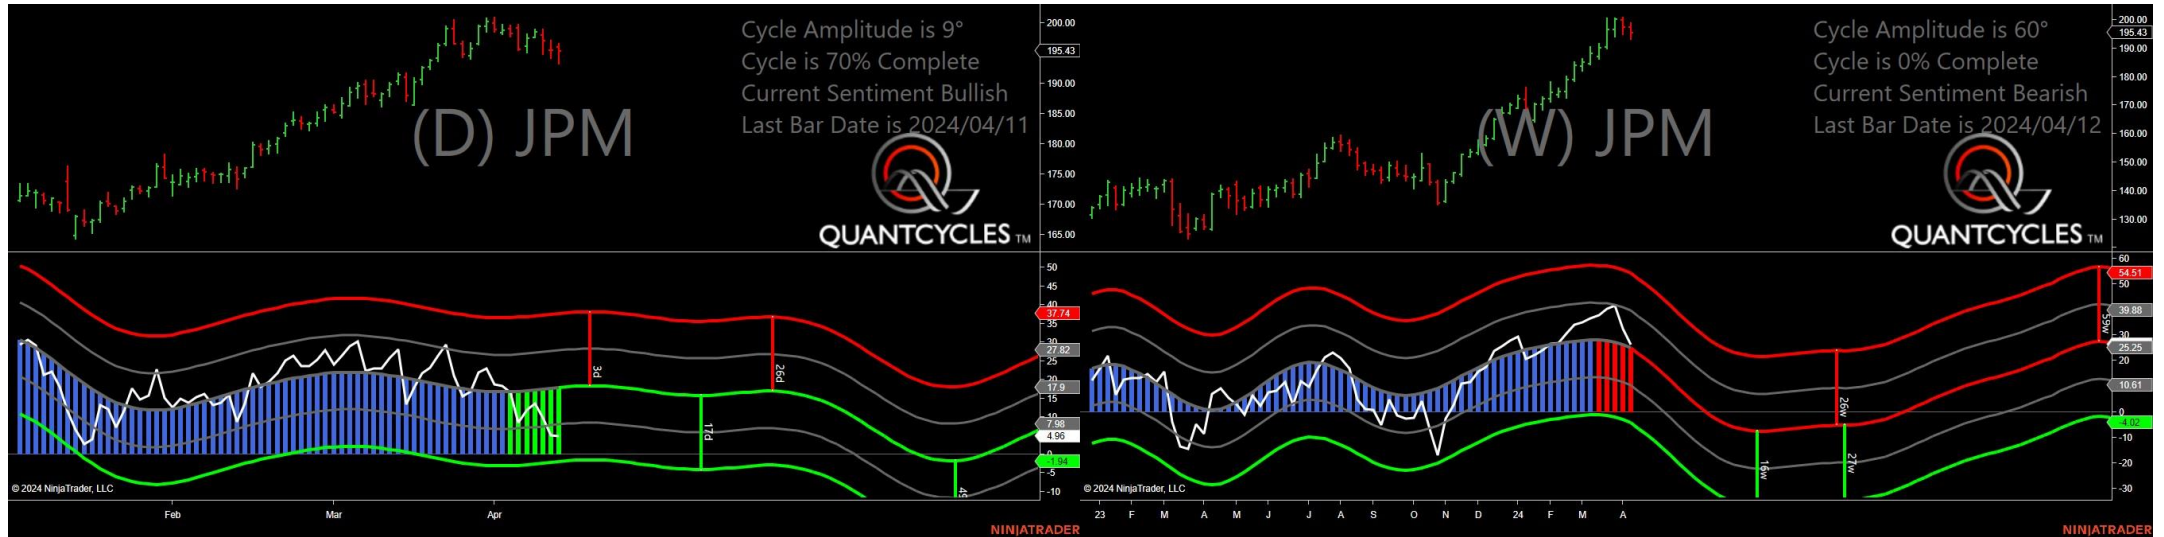 Cycle Amplitude is 9°
Cycle is 70% Complete
Current Sentiment Bullish
Last Bar Date is 2024/04/11
(D) JPM
QUANTCYCLES TM
200.00
195.43
190.00
185.00
180.00
175.00
170.00
165.00
50
45
40
37.74
35
30
27.82
25
20
17.9
15
10
7.98
4.96
0
-1.94
-5
-10
3d
26d
17d
© 2024 NinjaTrader, LLC
Feb Mar Apr
NINJATRADER
Cycle Amplitude is 60°
Cycle is 0% Complete
Current Sentiment Bearish
Last Bar Date is 2024/04/12
(W) JPM
QUANTCYCLES TM
200.00
195.43
190.00
180.00
170.00
160.00
150.00
140.00
130.00
60
54.51
50
39.88
30
25.25
10.61
0
-4.02
-10
-20
-30
59w
26w
16w
27w
© 2024 NinjaTrader, LLC
23 F M A M J J A S O N D 24 F M A
NINJATRADER